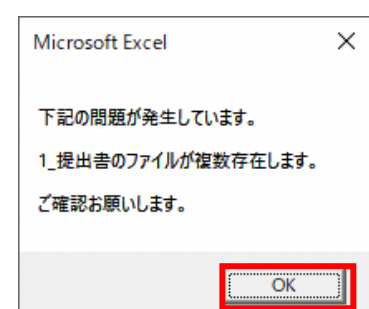 Microsoft Excel
下記の問題が発生しています。
1_提出書のファイルが複数存在します。
ご確認お願いします。
OK